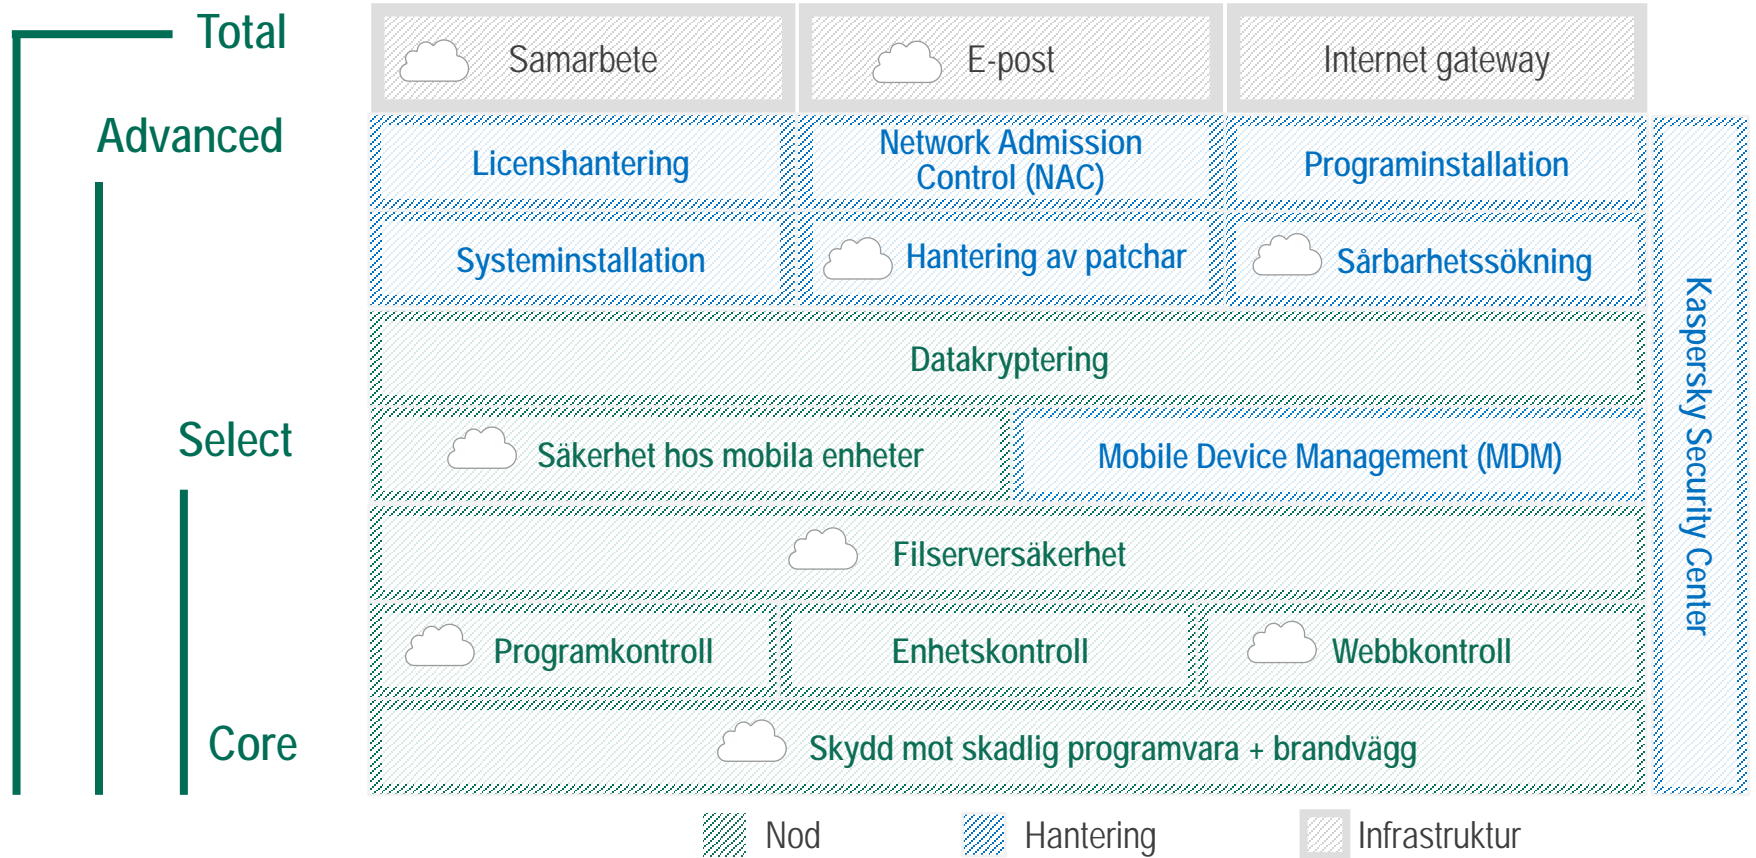 Total
Samarbete
E-post
Internet gateway
Advanced
Licenshantering
Network Admission
Control (NAC)
Programinstallation
Systeminstallation
Hantering av patchar
Sårbarhetssökning
Datakryptering
Select
Säkerhet hos mobila enheter
Mobile Device Management (MDM)
Filserversäkerhet
Programkontroll
Enhetskontroll
Webbkontroll
Core
Skydd mot skadlig programvara + brandvägg
Kaspersky Security Center
Nod
Hantering
Infrastruktur